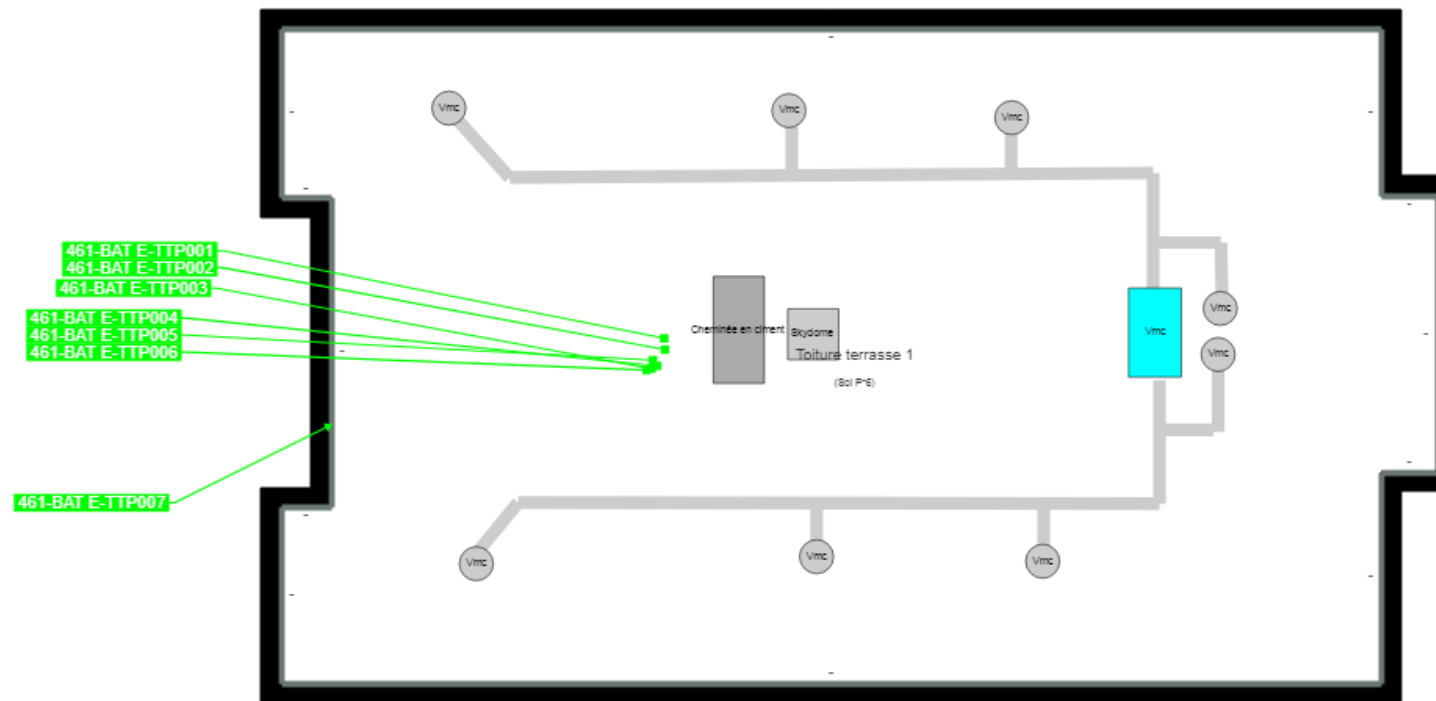 Vmc
Vmc
Vmc
461-BAT E-TTP001
461-BAT E-TTP002
461-BAT E-TTP003
461-BAT E-TTP004
461-BAT E-TTP005
461-BAT E-TTP006
Cheminée en ciment
Skydome
Toiture terrasse 1
(Sol P*6)
Vmc
Vmc
Vmc
461-BAT E-TTP007
Vmc
Vmc
Vmc